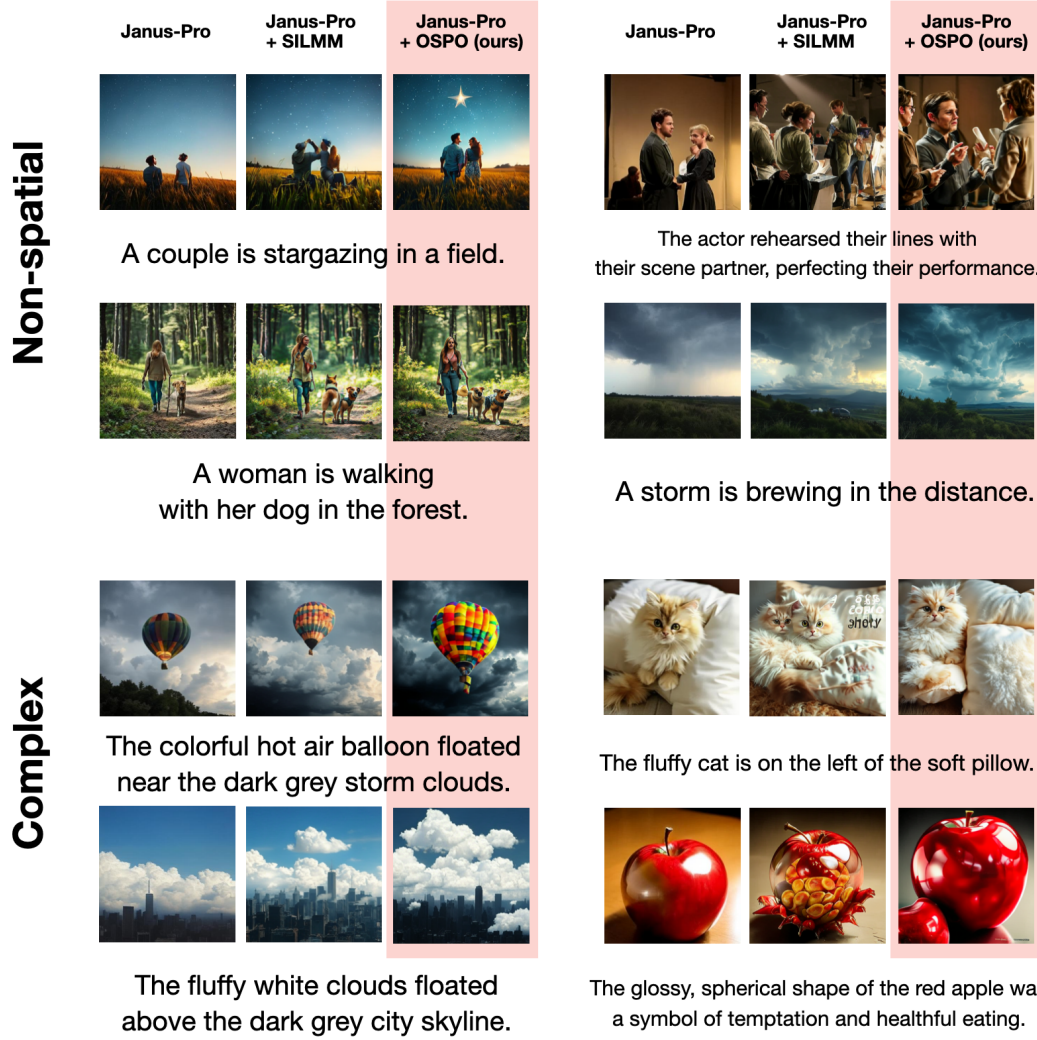 Janus-Pro
Janus-Pro
+ SILMM
Janus-Pro
+ OSPO (ours)
Janus-Pro
Janus-Pro
+ SILMM
Janus-Pro
+ OSPO (ours)
Non-spatial
A couple is stargazing in a field.
The actor rehearsed their lines with
their scene partner, perfecting their performance.
A woman is walking
with her dog in the forest.
A storm is brewing in the distance.
Complex
The colorful hot air balloon floated
near the dark grey storm clouds.
The fluffy cat is on the left of the soft pillow.
The fluffy white clouds floated
above the dark grey city skyline.
The glossy, spherical shape of the red apple wa
a symbol of temptation and healthful eating.